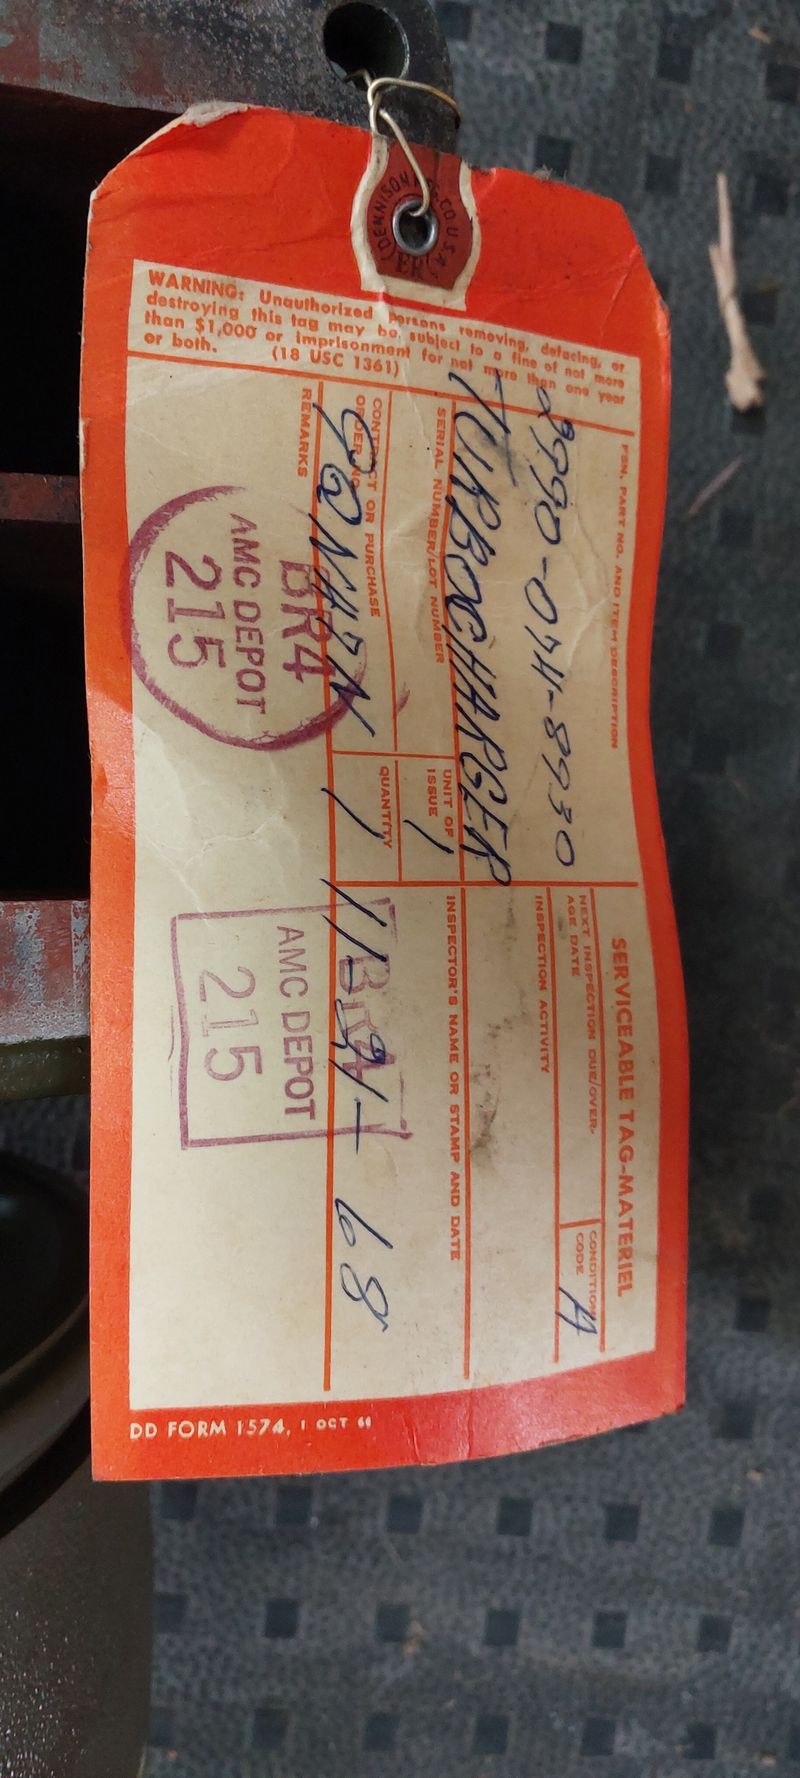 DENNISON MFG. CO. U.S.A.
WARNING: Unauthorized persons removing, defacing, or
destroying this tag may be subject to a fine of not more
than $1,000 or imprisonment for not more than one year
or both. (18 USC 1361)
FSN, PART NO. AND ITEM DESCRIPTION
2990-074-8930
TURBOCHARGER
SERIAL NUMBER/LOT NUMBER
UNIT OF
ISSUE
1
CONTRACT OR PURCHASE
ORDER NO.
QUANTITY
1
REMARKS
BR4
AMC DEPOT
215
SERVICEABLE TAG-MATERIEL
NEXT INSPECTION DUE/OVER-
AGE DATE
CONDITION
CODE
A
INSPECTION ACTIVITY
INSPECTOR'S NAME OR STAMP AND DATE
11-21-68
BR4
AMC DEPOT
215
DD FORM 1574, 1 OCT 66